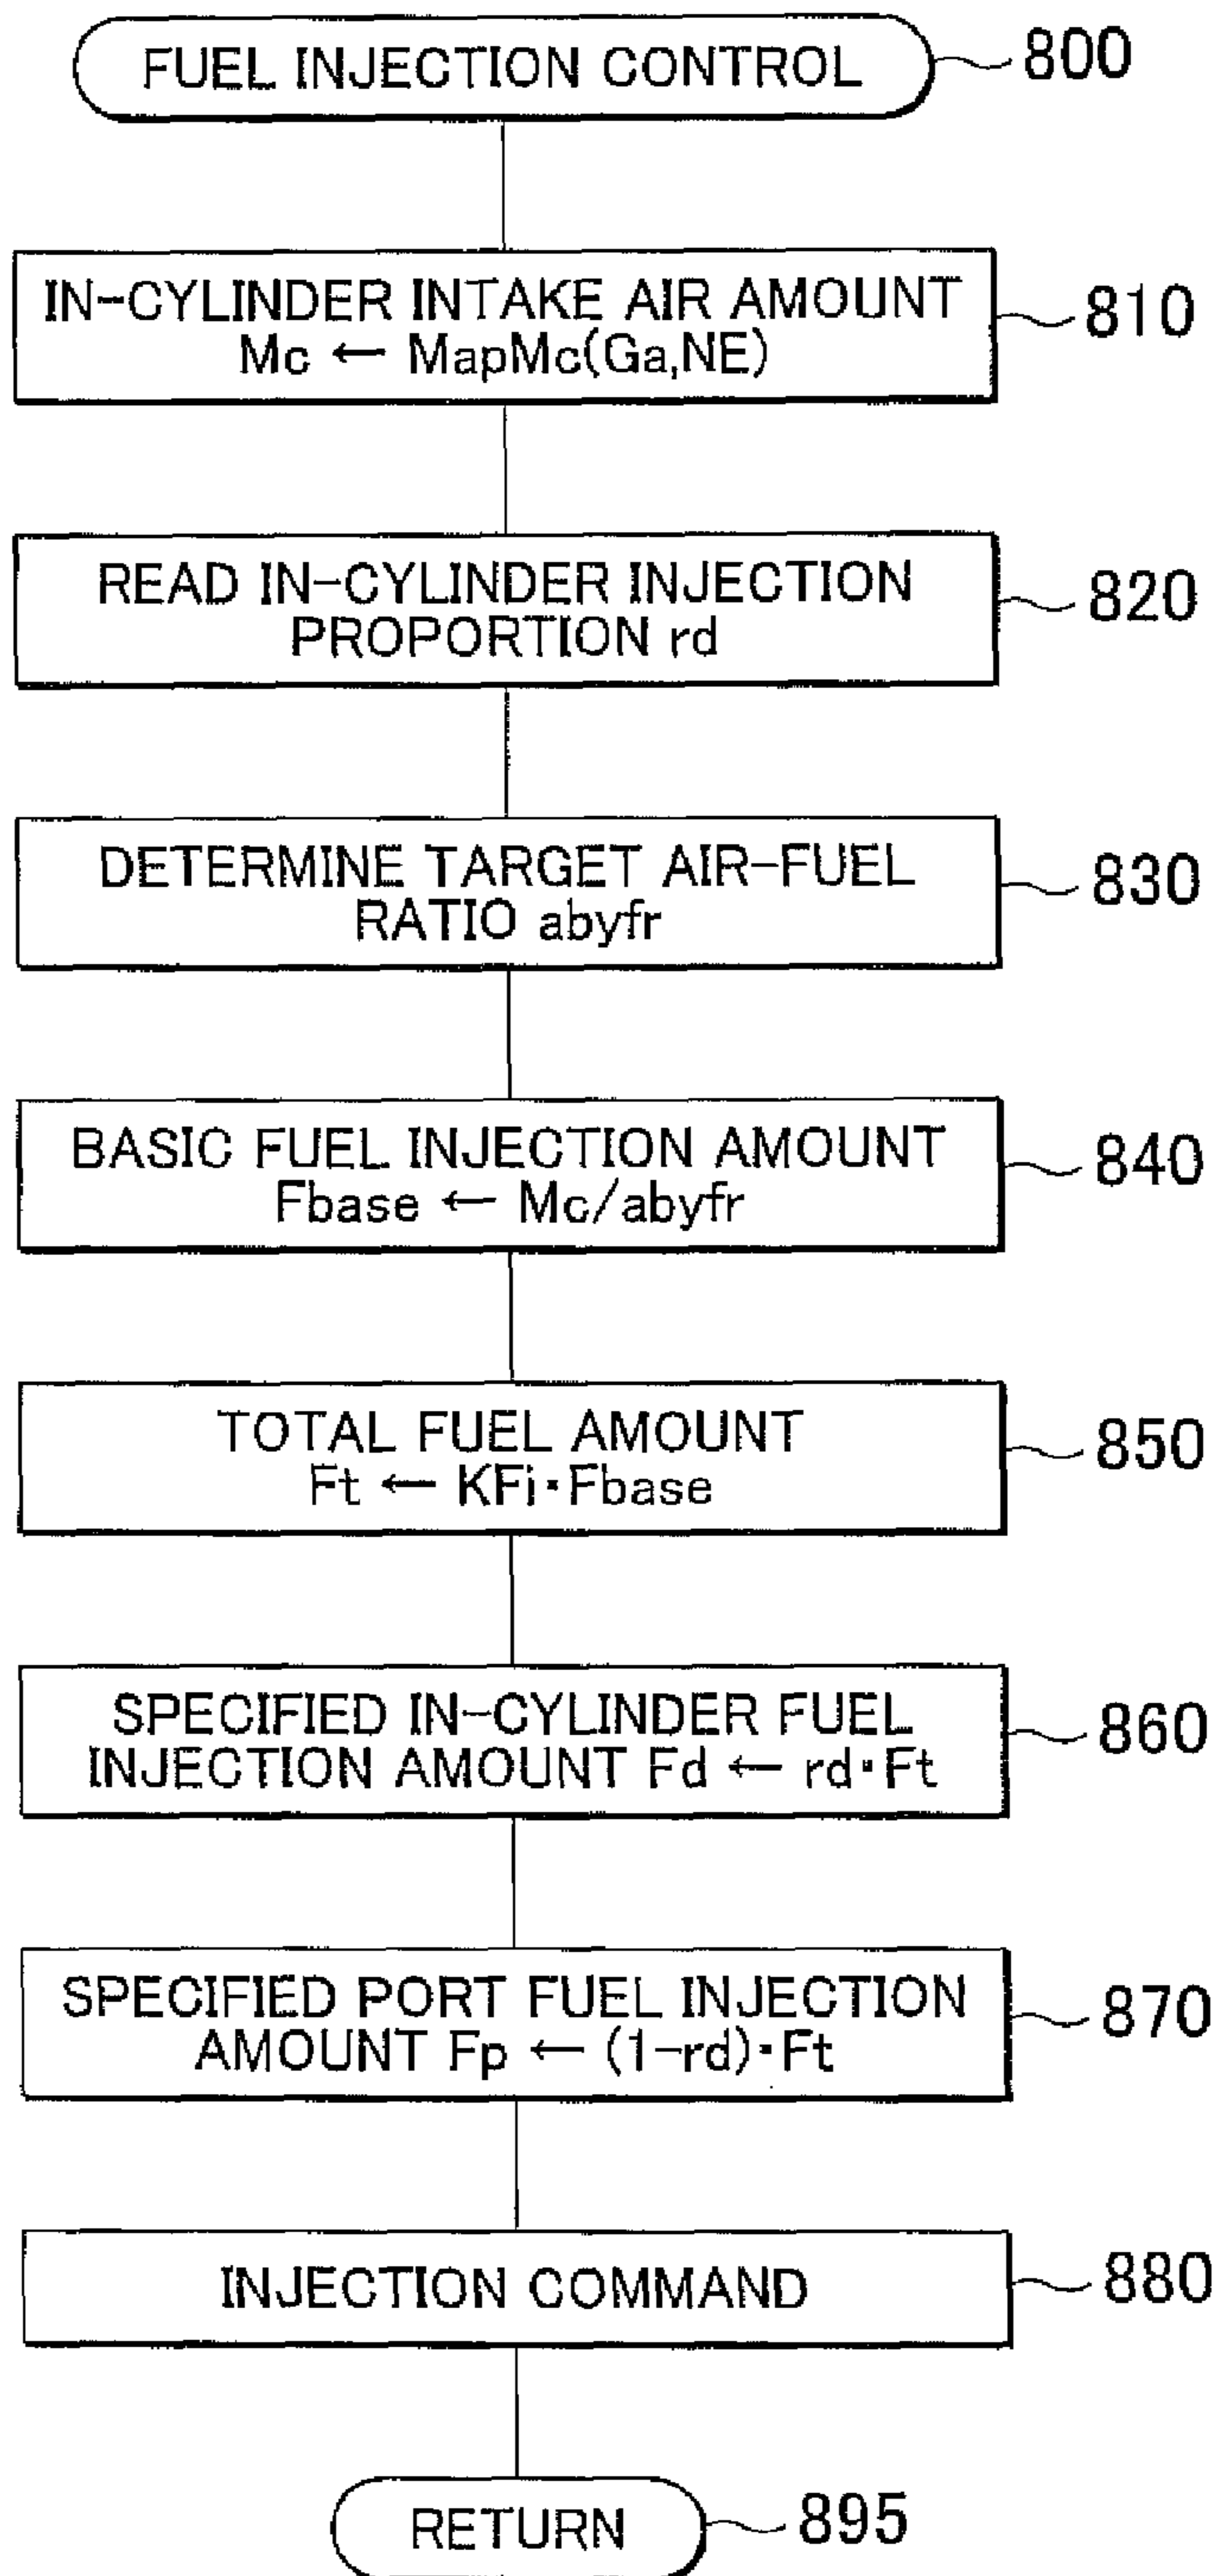 FUEL INJECTION CONTROL
800
IN-CYLINDER INTAKE AIR AMOUNT
Mc ← MapMc(Ga,NE)
810
READ IN-CYLINDER INJECTION
PROPORTION rd
820
DETERMINE TARGET AIR-FUEL
RATIO abyfr
830
BASIC FUEL INJECTION AMOUNT
Fbase ← Mc/abyfr
840
TOTAL FUEL AMOUNT
Ft ← KFi·Fbase
850
SPECIFIED IN-CYLINDER FUEL
INJECTION AMOUNT Fd ← rd·Ft
860
SPECIFIED PORT FUEL INJECTION
AMOUNT Fp ← (1-rd)·Ft
870
INJECTION COMMAND
880
RETURN
895